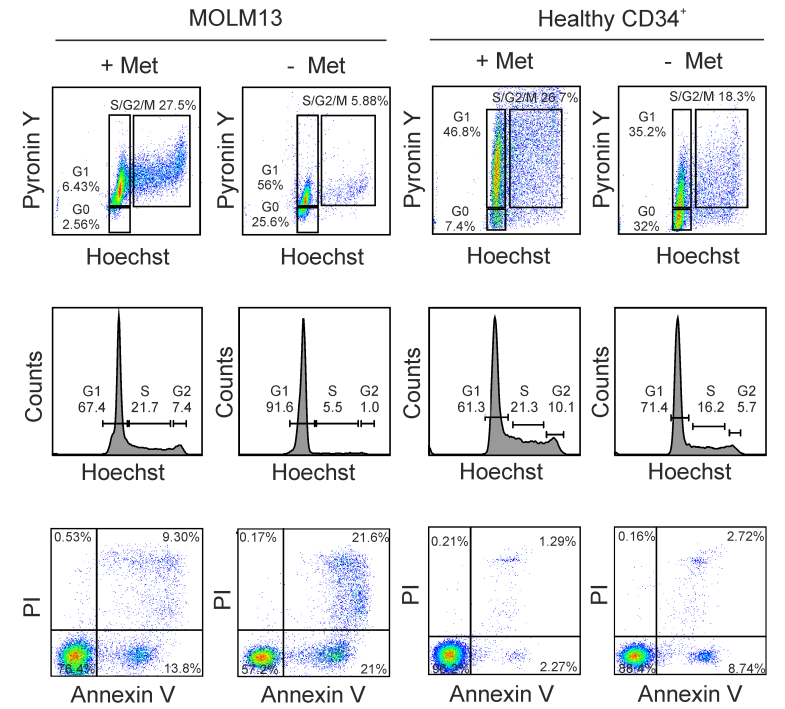 MOLM13
Healthy CD34+
+ Met
- Met
+ Met
- Met
Pyronin Y
S/G2/M 27.5%
G1
6.43%
G0
2.56%
Hoechst
Pyronin Y
S/G2/M 5.88%
G1
56%
G0
25.6%
Hoechst
Pyronin Y
S/G2/M 26.7%
G1
46.8%
G0
7.4%
Hoechst
Pyronin Y
S/G2/M 18.3%
G1
35.2%
G0
32%
Hoechst
Counts
G1 S G2
67.4 21.7 7.4
Hoechst
Counts
G1 S G2
91.6 5.5 1.0
Hoechst
Counts
G1 S G2
61.3 21.3 10.1
Hoechst
Counts
G1 S G2
71.4 16.2 5.7
Hoechst
PI
0.53% 9.30%
76.4% 13.8%
Annexin V
PI
0.17% 21.6%
57.2% 21%
Annexin V
PI
0.21% 1.29%
2.27%
Annexin V
PI
0.16% 2.72%
88.4% 8.74%
Annexin V